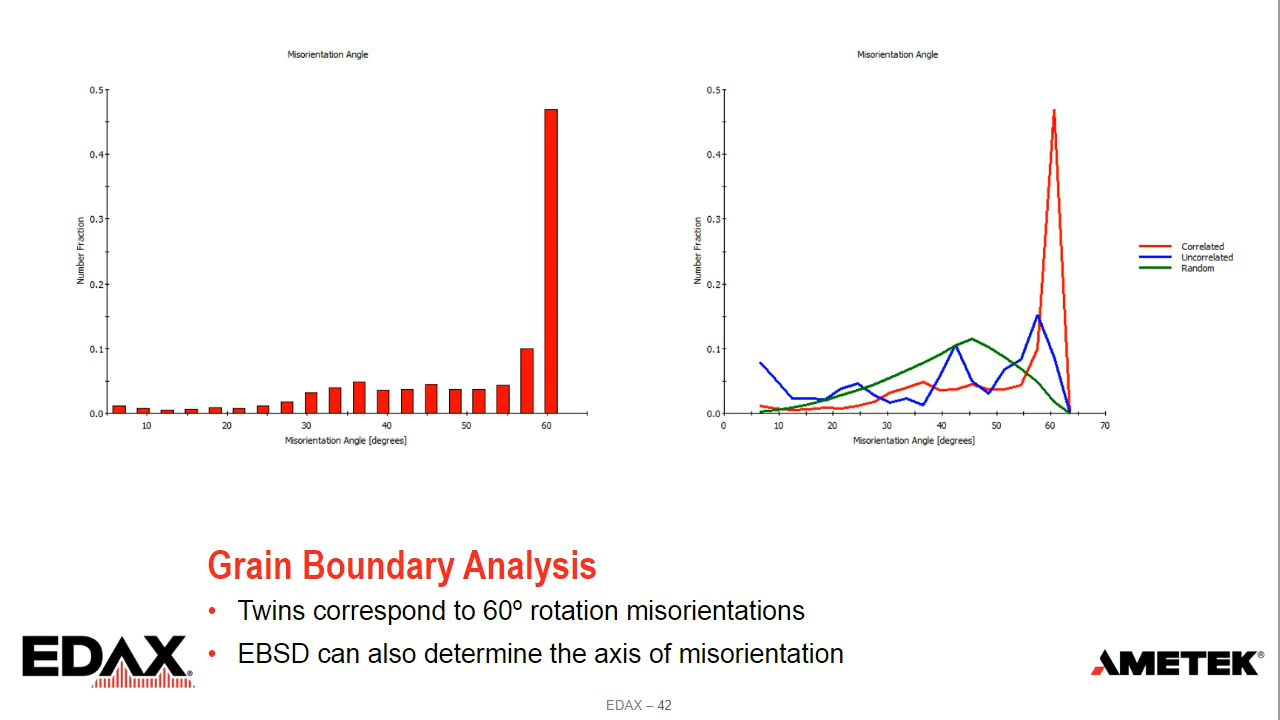 Misorientation Angle
0.5
0.4
0.3
0.2
0.1
0.0
Number Fraction
10 20 30 40 50 60
Misorientation Angle [degrees]
Misorientation Angle
0.5
0.4
0.3
0.2
0.1
0.0
Number Fraction
0 10 20 30 40 50 60 70
Misorientation Angle [degrees]
Correlated
Uncorrelated
Random
Grain Boundary Analysis
• Twins correspond to 60º rotation misorientations
• EBSD can also determine the axis of misorientation
EDAX®
AMETEK®
EDAX – 42